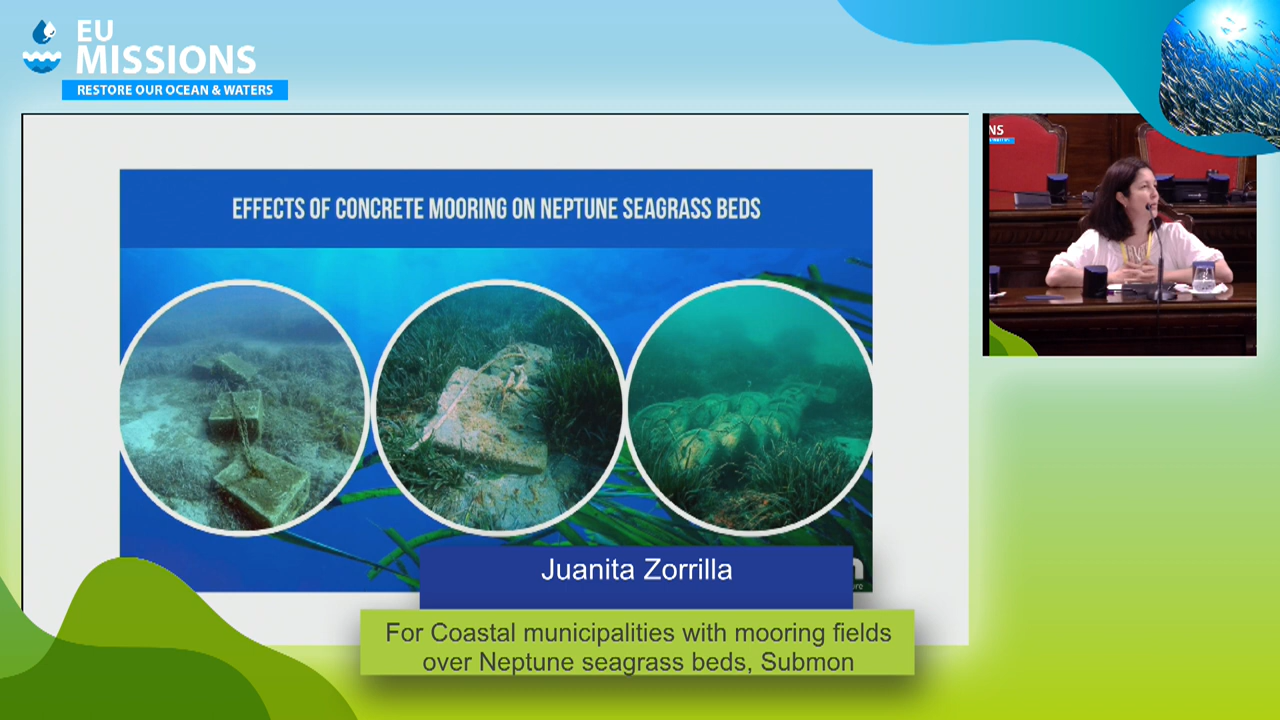 EU
MISSIONS
RESTORE OUR OCEAN & WATERS
NS
EFFECTS OF CONCRETE MOORING ON NEPTUNE SEAGRASS BEDS
Juanita Zorrilla
For Coastal municipalities with mooring fields
over Neptune seagrass beds, Submon